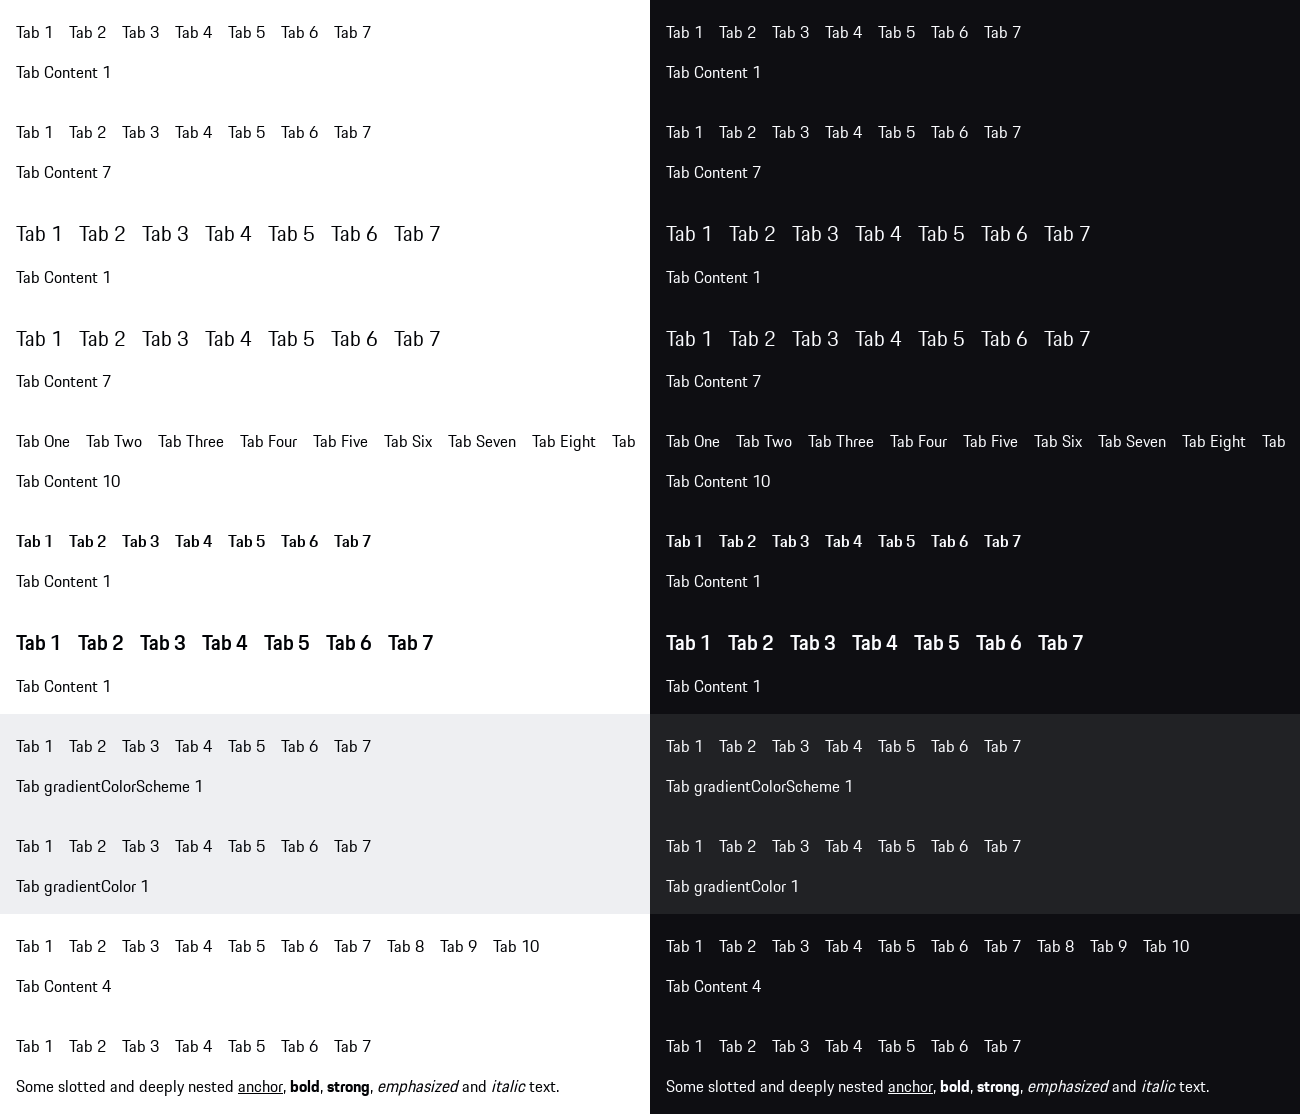 Tab 1 Tab 2 Tab 3 Tab 4 Tab 5 Tab 6 Tab 7
Tab Content 1
Tab 1 Tab 2 Tab 3 Tab 4 Tab 5 Tab 6 Tab 7
Tab Content 7
Tab 1 Tab 2 Tab 3 Tab 4 Tab 5 Tab 6 Tab 7
Tab Content 1
Tab 1 Tab 2 Tab 3 Tab 4 Tab 5 Tab 6 Tab 7
Tab Content 7
Tab One Tab Two Tab Three Tab Four Tab Five Tab Six Tab Seven Tab Eight Tab
Tab Content 10
Tab 1 Tab 2 Tab 3 Tab 4 Tab 5 Tab 6 Tab 7
Tab Content 1
Tab 1 Tab 2 Tab 3 Tab 4 Tab 5 Tab 6 Tab 7
Tab Content 1
Tab 1 Tab 2 Tab 3 Tab 4 Tab 5 Tab 6 Tab 7
Tab gradientColorScheme 1
Tab 1 Tab 2 Tab 3 Tab 4 Tab 5 Tab 6 Tab 7
Tab gradientColor 1
Tab 1 Tab 2 Tab 3 Tab 4 Tab 5 Tab 6 Tab 7 Tab 8 Tab 9 Tab 10
Tab Content 4
Tab 1 Tab 2 Tab 3 Tab 4 Tab 5 Tab 6 Tab 7
Some slotted and deeply nested anchor, bold, strong, emphasized and italic text.
Tab 1 Tab 2 Tab 3 Tab 4 Tab 5 Tab 6 Tab 7
Tab Content 1
Tab 1 Tab 2 Tab 3 Tab 4 Tab 5 Tab 6 Tab 7
Tab Content 7
Tab 1 Tab 2 Tab 3 Tab 4 Tab 5 Tab 6 Tab 7
Tab Content 1
Tab 1 Tab 2 Tab 3 Tab 4 Tab 5 Tab 6 Tab 7
Tab Content 7
Tab One Tab Two Tab Three Tab Four Tab Five Tab Six Tab Seven Tab Eight Tab
Tab Content 10
Tab 1 Tab 2 Tab 3 Tab 4 Tab 5 Tab 6 Tab 7
Tab Content 1
Tab 1 Tab 2 Tab 3 Tab 4 Tab 5 Tab 6 Tab 7
Tab Content 1
Tab 1 Tab 2 Tab 3 Tab 4 Tab 5 Tab 6 Tab 7
Tab gradientColorScheme 1
Tab 1 Tab 2 Tab 3 Tab 4 Tab 5 Tab 6 Tab 7
Tab gradientColor 1
Tab 1 Tab 2 Tab 3 Tab 4 Tab 5 Tab 6 Tab 7 Tab 8 Tab 9 Tab 10
Tab Content 4
Tab 1 Tab 2 Tab 3 Tab 4 Tab 5 Tab 6 Tab 7
Some slotted and deeply nested anchor, bold, strong, emphasized and italic text.